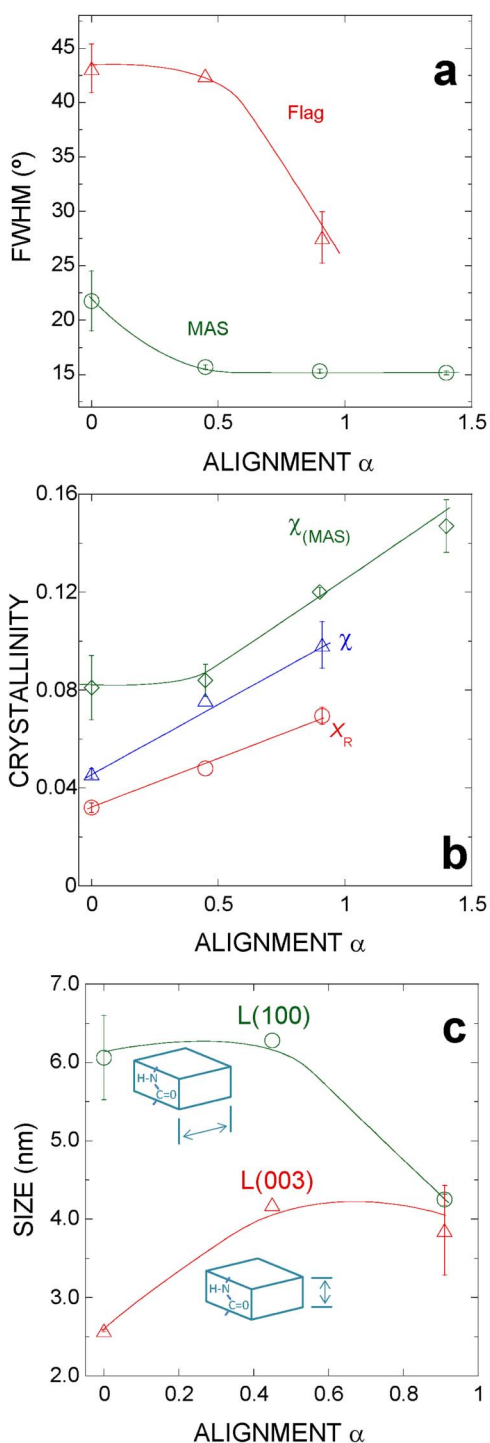 a
45
40
35
30
25
20
15
FWHM (º)
Flag
MAS
0 0.5 1 1.5
ALIGNMENT α
0.16
0.12
0.08
0.04
0
CRYSTALLINITY
χ(MAS)
χ
XR
b
0 0.5 1 1.5
ALIGNMENT α
7.0
6.0
5.0
4.0
3.0
2.0
SIZE (nm)
c
L(100)
H-N
C=0
L(003)
H-N
C=0
0 0.2 0.4 0.6 0.8 1
ALIGNMENT α